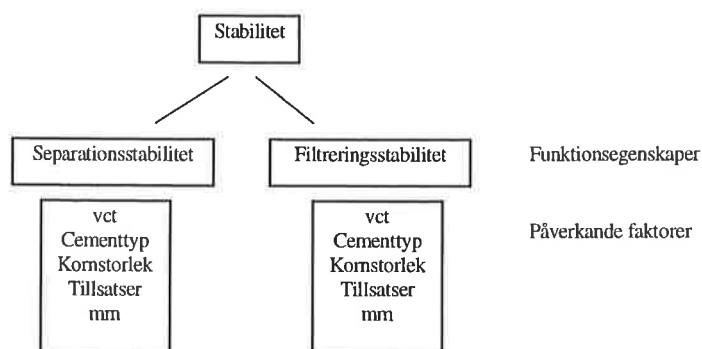 Stabilitet
Separationsstabilitet
Filtreringsstabilitet
Funktionsegenskaper
vct
Cementtyp
Kornstorlek
Tillsatser
mm
vct
Cementtyp
Kornstorlek
Tillsatser
mm
Påverkande faktorer